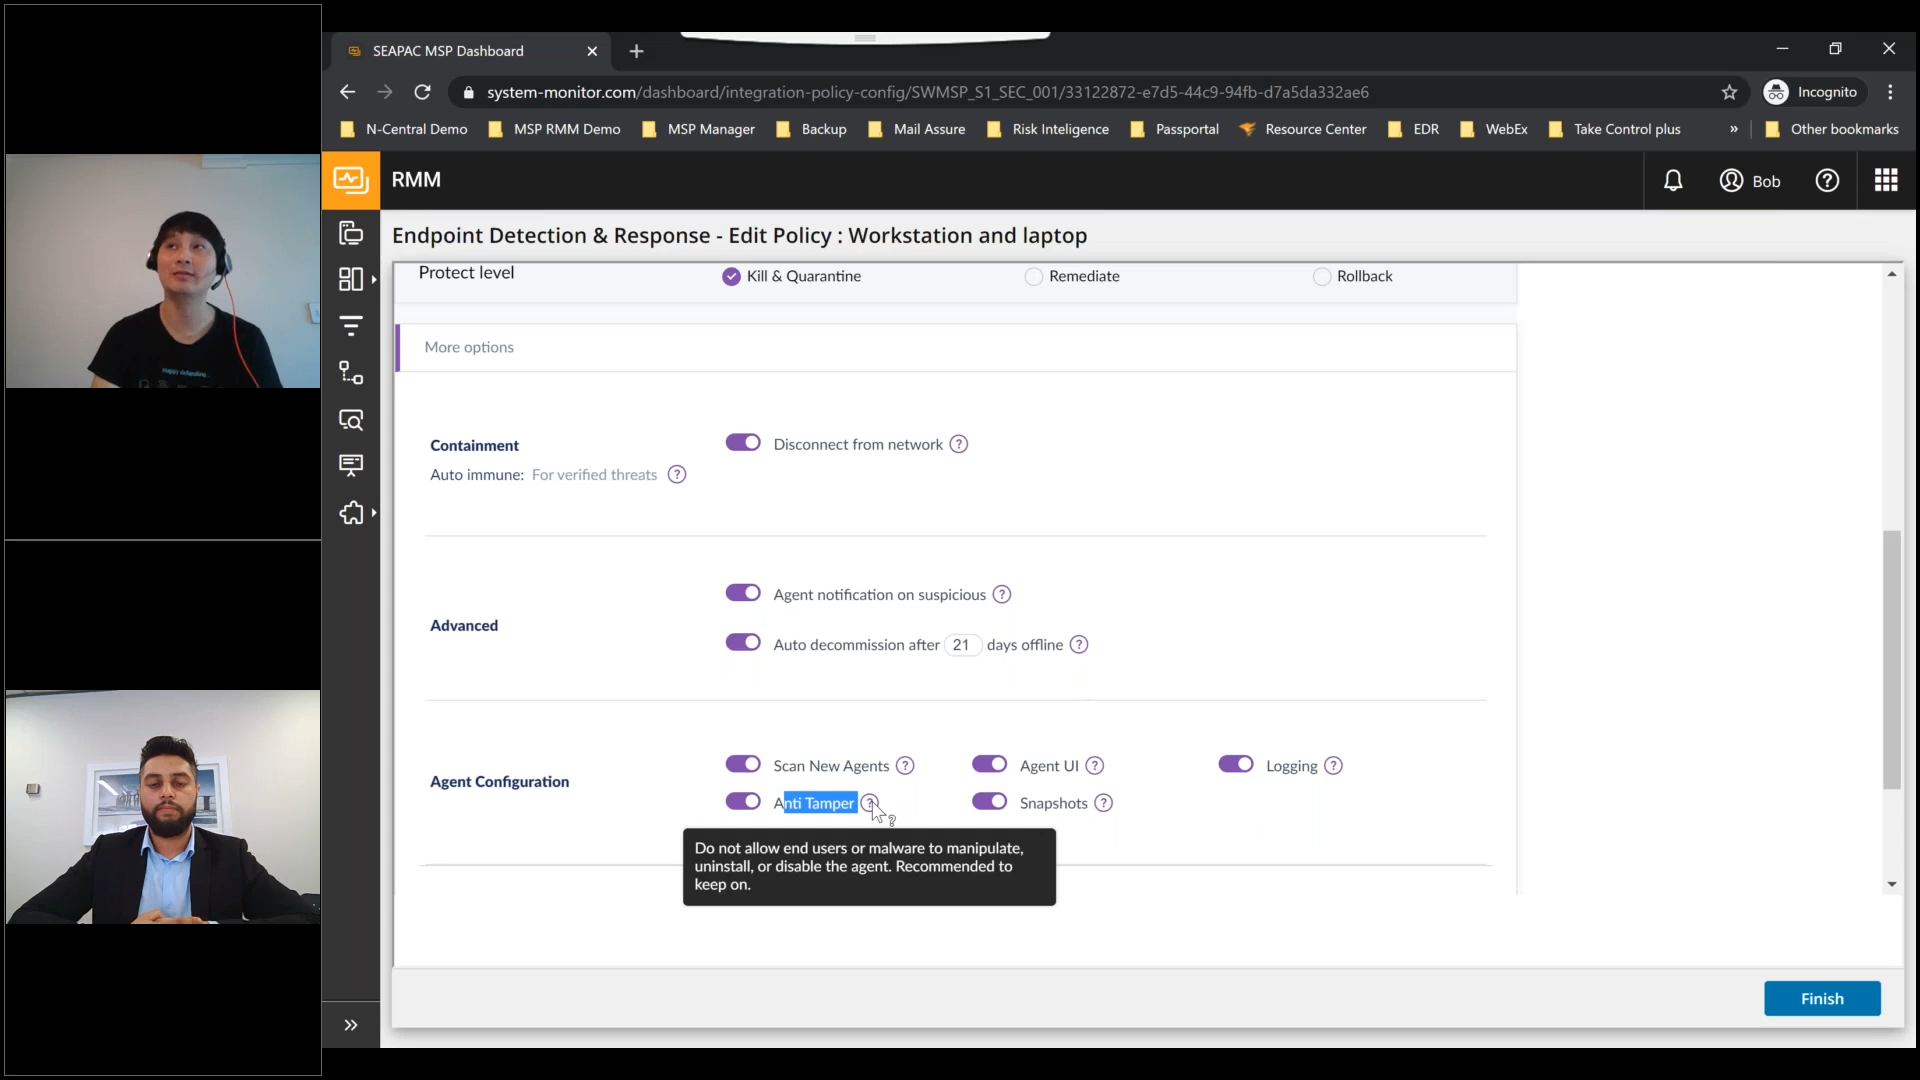 SEAPAC MSP Dashboard
system-monitor.com/dashboard/integration-policy-config/SWMSP_S1_SEC_001/33122872-e7d5-44c9-94fb-d7a5da332ae6
Incognito
N-Central Demo
MSP RMM Demo
MSP Manager
Backup
Mail Assure
Risk Inteligence
Passportal
Resource Center
EDR
WebEx
Take Control plus
»
Other bookmarks
RMM
Bob
Endpoint Detection & Response - Edit Policy : Workstation and laptop
Protect level
Kill & Quarantine
Remediate
Rollback
More options
Containment
Disconnect from network ?
Auto immune: For verified threats ?
Agent notification on suspicious ?
Advanced
Auto decommission after 21 days offline ?
Scan New Agents ?
Agent UI ?
Logging ?
Agent Configuration
Anti Tamper ?
Snapshots ?
Do not allow end users or malware to manipulate,
uninstall, or disable the agent. Recommended to
keep on.
Finish